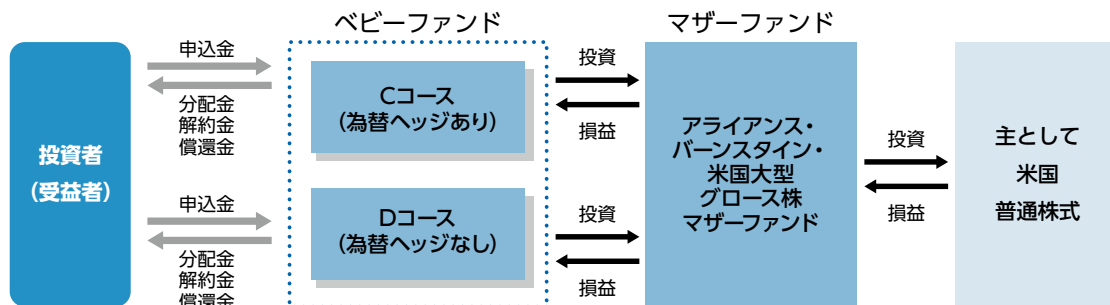 ベビーファンド
マザーファンド
投資者
（受益者）
申込金
分配金
解約金
償還金
Cコース
（為替ヘッジあり）
投資
損益
申込金
分配金
解約金
償還金
Dコース
（為替ヘッジなし）
投資
損益
アライアンス・
バーンスタイン・
米国大型
グロース株
マザーファンド
投資
損益
主として
米国
普通株式